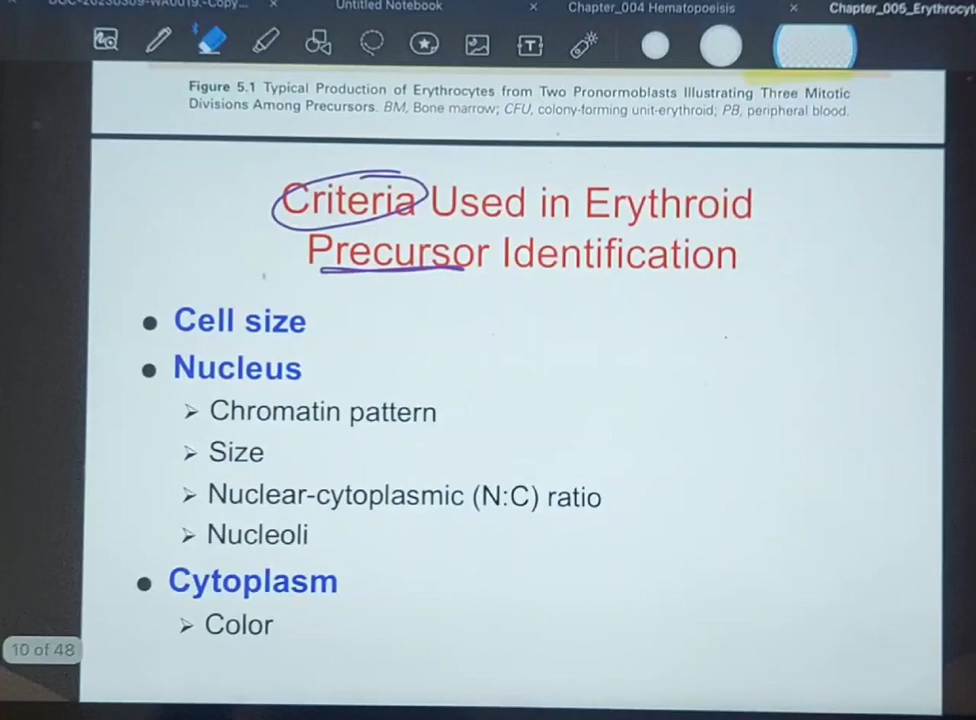 Untitled Notebook
Chapter_004 Hematopoeisis
Chapter_005_Erythrocyt
T
Figure 5.1 Typical Production of Erythrocytes from Two Pronormoblasts Illustrating Three Mitotic
Divisions Among Precursors. BM, Bone marrow; CFU, colony-forming unit-erythroid; PB, peripheral blood.
Criteria Used in Erythroid
Precursor Identification
● Cell size
● Nucleus
➢ Chromatin pattern
➢ Size
➢ Nuclear-cytoplasmic (N:C) ratio
➢ Nucleoli
● Cytoplasm
➢ Color
10 of 48